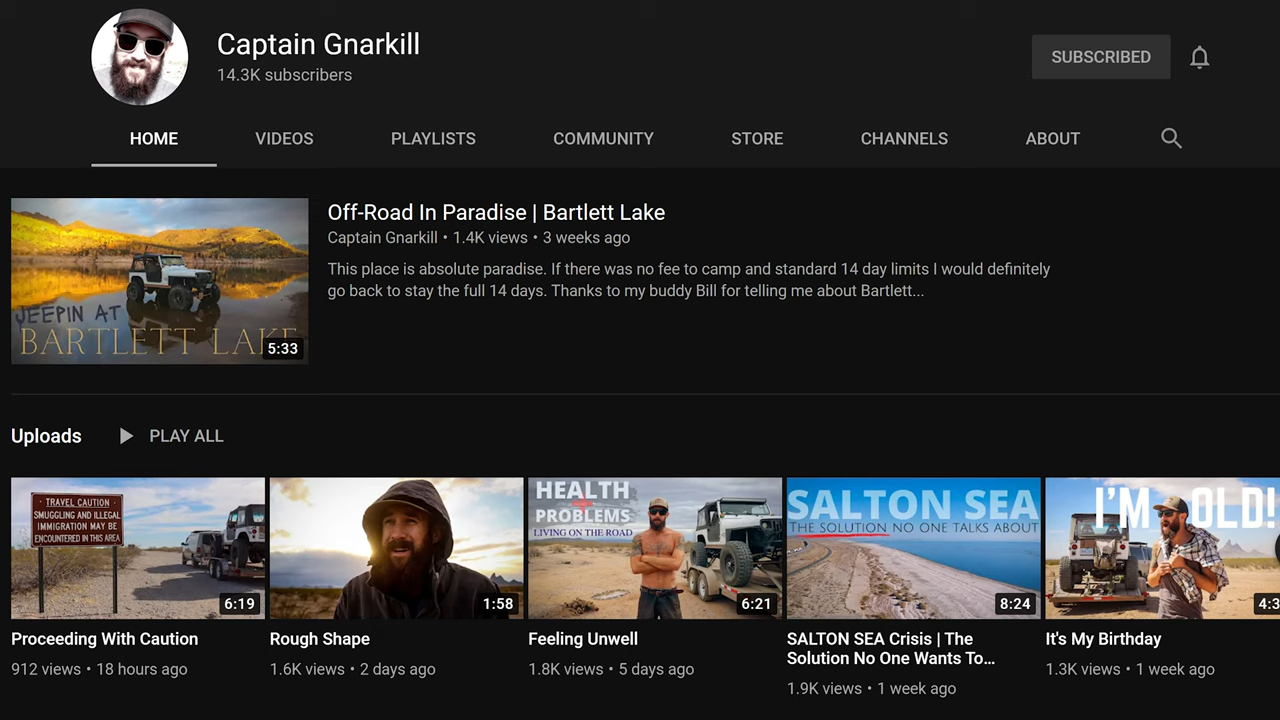 Captain Gnarkill
14.3K subscribers
SUBSCRIBED
HOME
VIDEOS
PLAYLISTS
COMMUNITY
STORE
CHANNELS
ABOUT
JEEPIN AT
BARTLETT LAKE
5:33
Off-Road In Paradise | Bartlett Lake
Captain Gnarkill • 1.4K views • 3 weeks ago
This place is absolute paradise. If there was no fee to camp and standard 14 day limits I would definitely
go back to stay the full 14 days. Thanks to my buddy Bill for telling me about Bartlett...
Uploads
PLAY ALL
· TRAVEL CAUTION ·
SMUGGLING AND ILLEGAL
IMMIGRATION MAY BE
ENCOUNTERED IN THIS AREA
6:19
Proceeding With Caution
912 views • 18 hours ago
1:58
Rough Shape
1.6K views • 2 days ago
HEALTH
PROBLEMS
LIVING ON THE ROAD
6:21
Feeling Unwell
1.8K views • 5 days ago
SALTON SEA
THE SOLUTION NO ONE TALKS ABOUT
8:24
SALTON SEA Crisis | The
Solution No One Wants To...
1.9K views • 1 week ago
I'M OLD!
4:3
It's My Birthday
1.3K views • 1 week ago